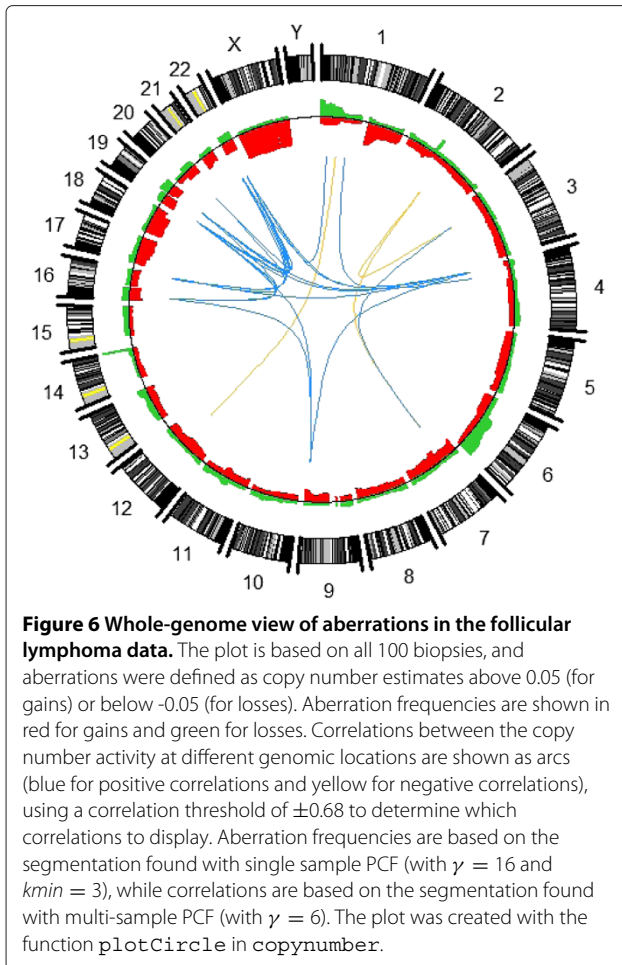 1
2
3
4
5
6
7
8
9
10
11
12
13
14
15
16
17
18
19
20
21
22
X
Y
Figure 6 Whole-genome view of aberrations in the follicular
lymphoma data. The plot is based on all 100 biopsies, and
aberrations were defined as copy number estimates above 0.05 (for
gains) or below -0.05 (for losses). Aberration frequencies are shown in
red for gains and green for losses. Correlations between the copy
number activity at different genomic locations are shown as arcs
(blue for positive correlations and yellow for negative correlations),
using a correlation threshold of ±0.68 to determine which
correlations to display. Aberration frequencies are based on the
segmentation found with single sample PCF (with γ = 16 and
kmin = 3), while correlations are based on the segmentation found
with multi-sample PCF (with γ = 6). The plot was created with the
function plotCircle in copynumber.